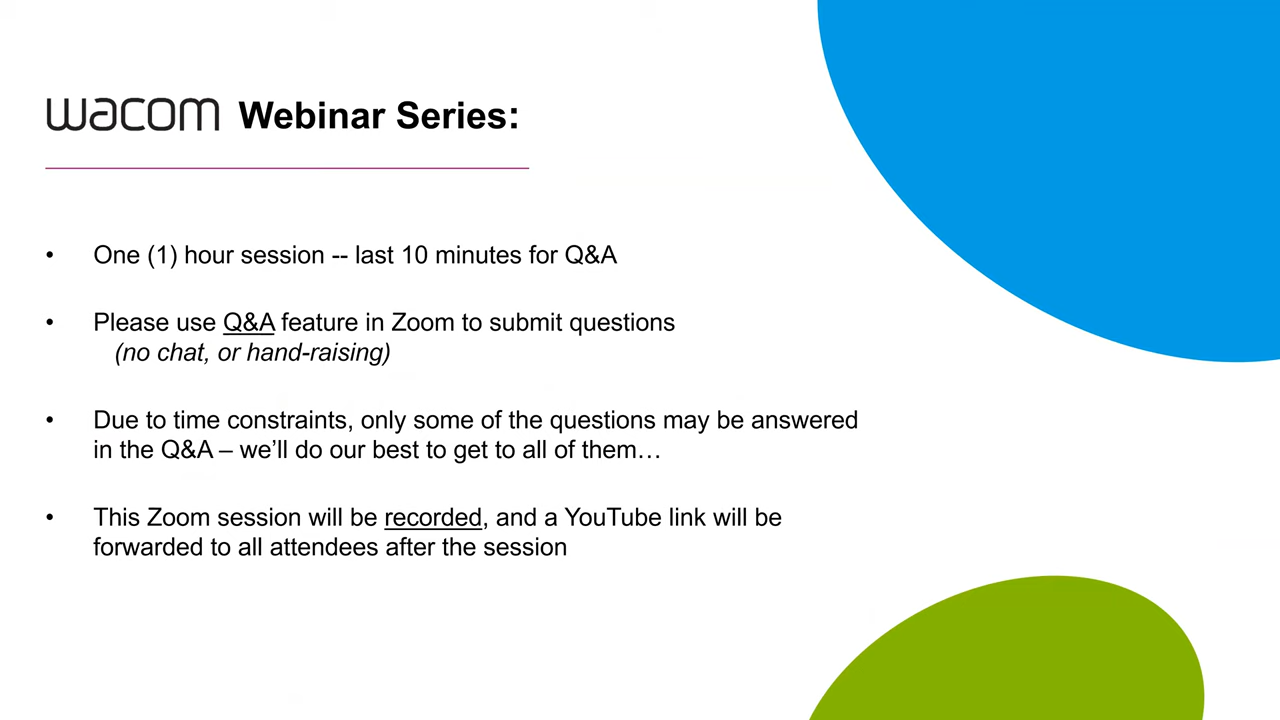 wacom Webinar Series:
• One (1) hour session -- last 10 minutes for Q&A
• Please use Q&A feature in Zoom to submit questions
(no chat, or hand-raising)
• Due to time constraints, only some of the questions may be answered
in the Q&A – we’ll do our best to get to all of them…
• This Zoom session will be recorded, and a YouTube link will be
forwarded to all attendees after the session